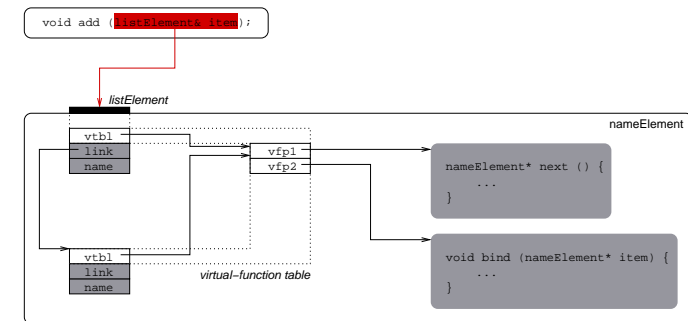 void add (listElement& item);
listElement
nameElement
vtbl
link
name
vfp1
vfp2
nameElement* next () {
...
}
vtbl
link
name
virtual-function table
void bind (nameElement* item) {
...
}